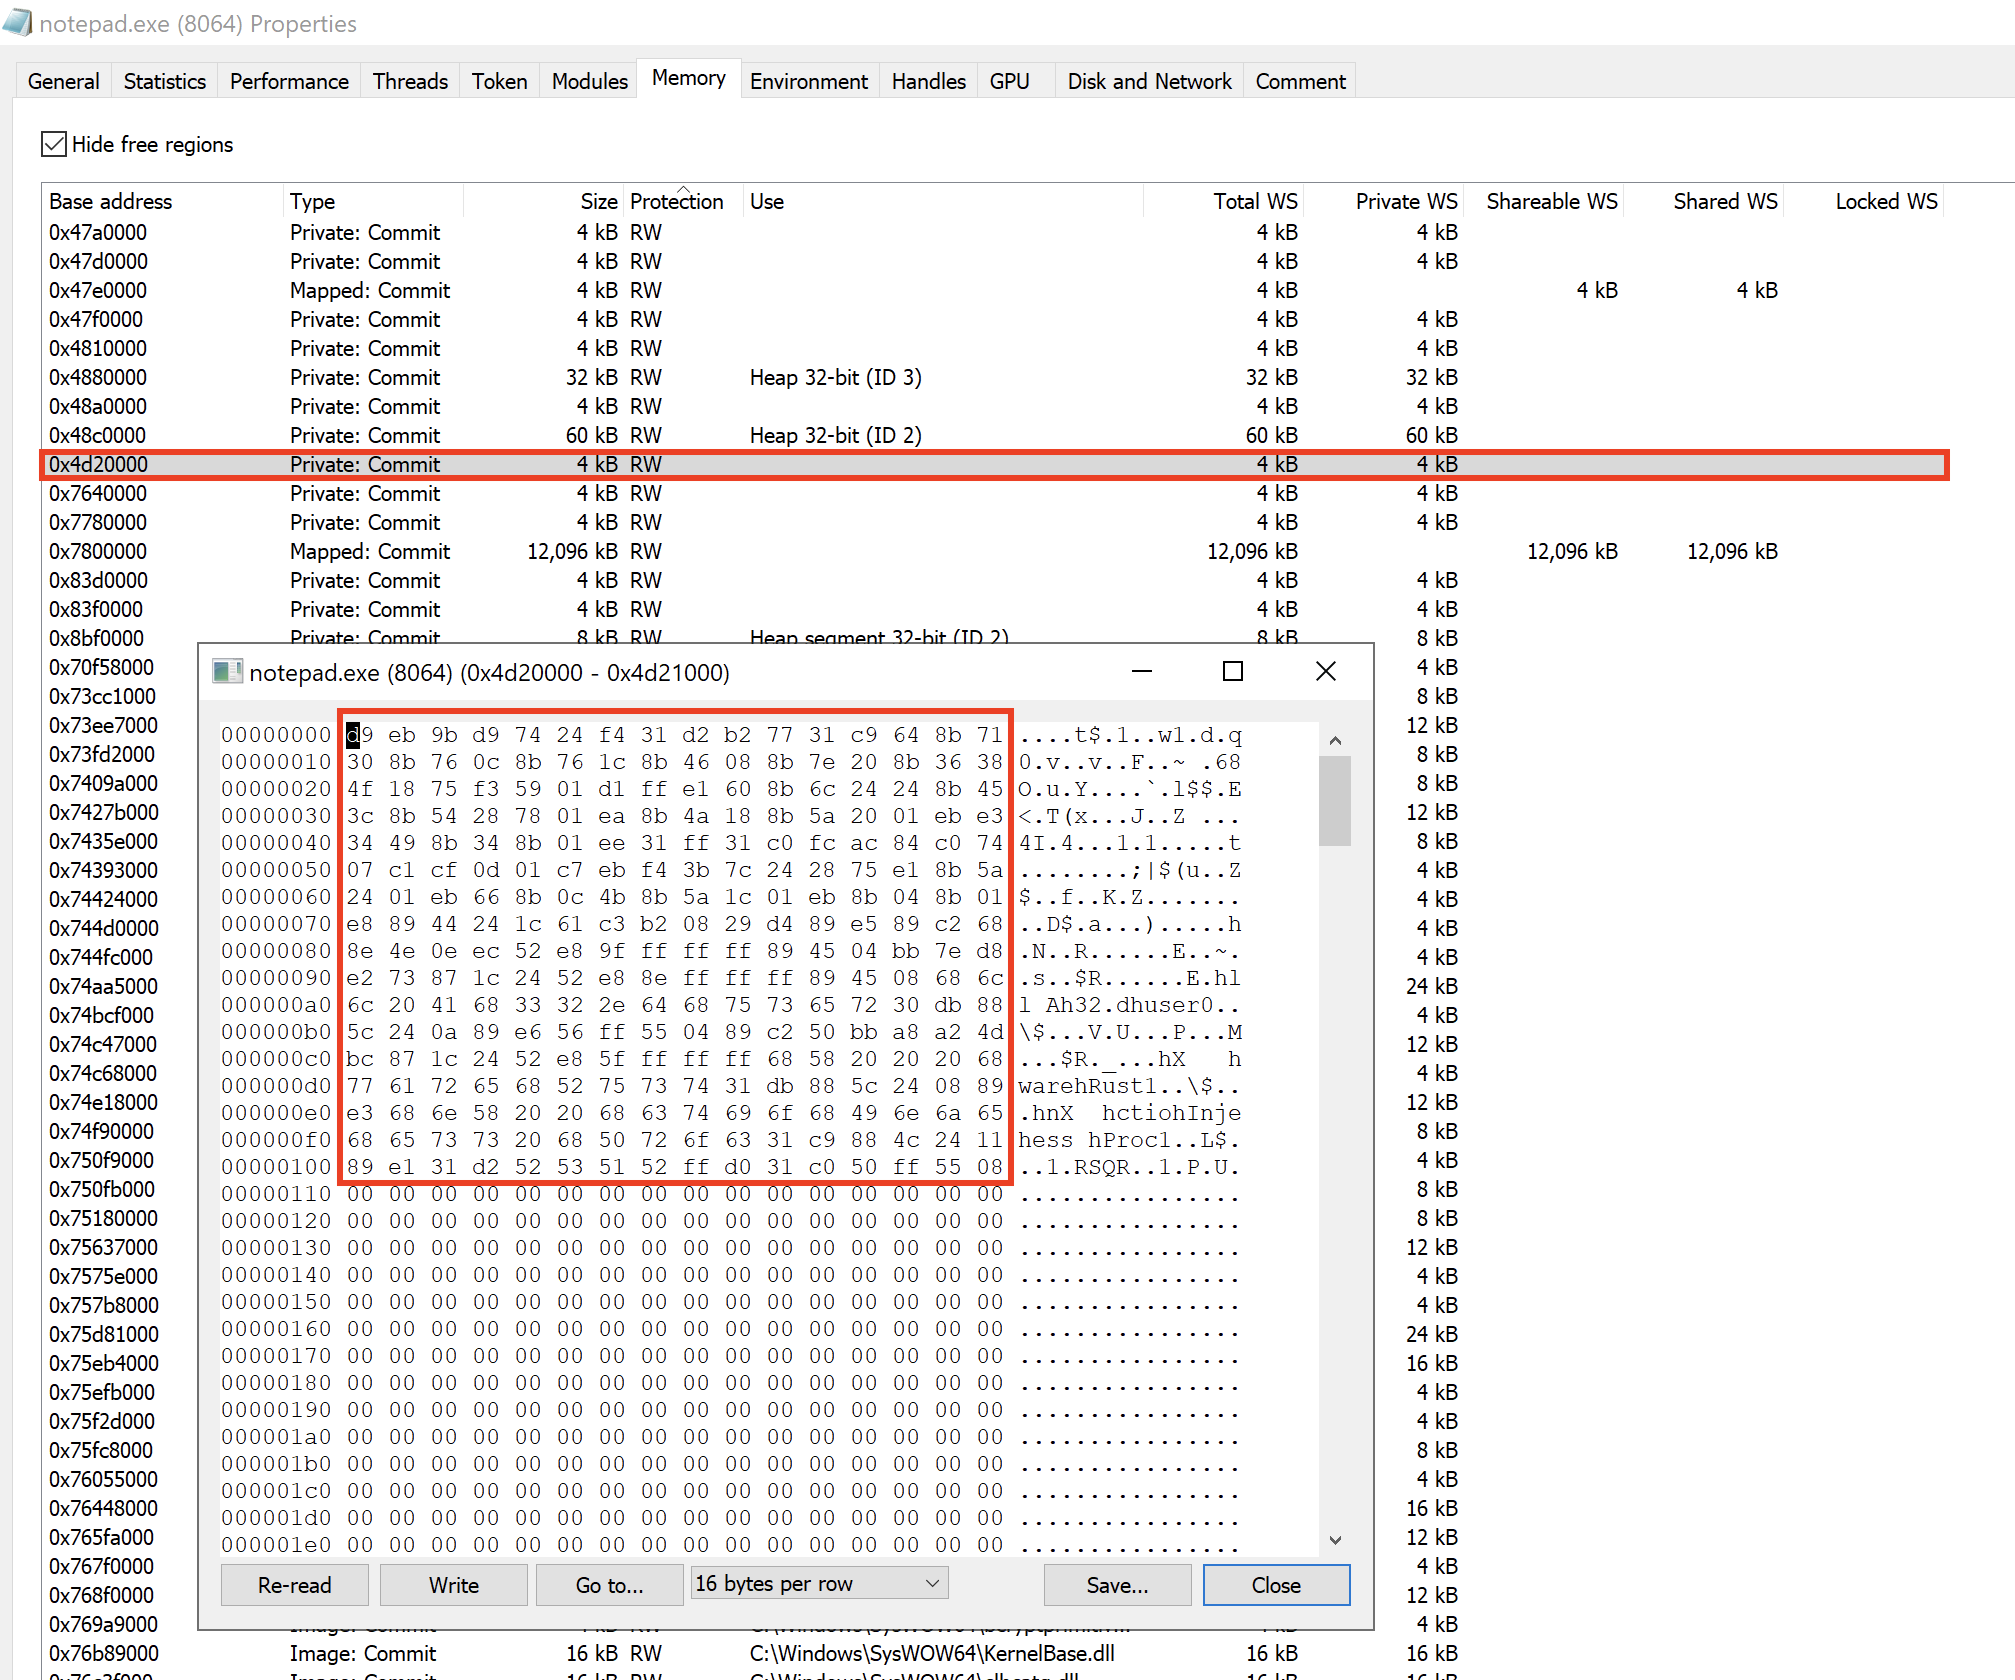 notepad.exe (8064) Properties
General Statistics Performance Threads Token Modules Memory Environment Handles GPU Disk and Network Comment
Hide free regions
Base address Type Size Protection Use Total WS Private WS Shareable WS Shared WS Locked WS
0x47a0000 Private: Commit 4 kB RW 4 kB 4 kB
0x47d0000 Private: Commit 4 kB RW 4 kB 4 kB
0x47e0000 Mapped: Commit 4 kB RW 4 kB 4 kB 4 kB
0x47f0000 Private: Commit 4 kB RW 4 kB 4 kB
0x4810000 Private: Commit 4 kB RW 4 kB 4 kB
0x4880000 Private: Commit 32 kB RW Heap 32-bit (ID 3) 32 kB 32 kB
0x48a0000 Private: Commit 4 kB RW 4 kB 4 kB
0x48c0000 Private: Commit 60 kB RW Heap 32-bit (ID 2) 60 kB 60 kB
0x4d20000 Private: Commit 4 kB RW 4 kB 4 kB
0x7640000 Private: Commit 4 kB RW 4 kB 4 kB
0x7780000 Private: Commit 4 kB RW 4 kB 4 kB
0x7800000 Mapped: Commit 12,096 kB RW 12,096 kB 12,096 kB 12,096 kB
0x83d0000 Private: Commit 4 kB RW 4 kB 4 kB
0x83f0000 Private: Commit 4 kB RW 4 kB 4 kB
0x8bf0000 Private: Commit 8 kB RW Heap segment 32-bit (ID 2) 8 kB 8 kB
0x70f58000 4 kB
0x73cc1000 8 kB
0x73ee7000 12 kB
0x73fd2000 4 kB
0x7409a000 8 kB
0x7427b000 12 kB
0x7435e000 8 kB
0x74393000 4 kB
0x74424000 4 kB
0x744d0000 4 kB
0x744fc000 4 kB
0x74aa5000 24 kB
0x74bcf000 4 kB
0x74c47000 12 kB
0x74c68000 4 kB
0x74e18000 12 kB
0x74f90000 4 kB
0x750f9000 4 kB
0x750fb000 8 kB
0x75180000 8 kB
0x75637000 12 kB
0x7575e000 4 kB
0x757b8000 4 kB
0x75d81000 24 kB
0x75eb4000 16 kB
0x75efb000 4 kB
0x75f2d000 4 kB
0x75fc8000 8 kB
0x76055000 4 kB
0x76448000 16 kB
0x765fa000 12 kB
0x767f0000 4 kB
0x768f0000 12 kB
0x769a9000 4 kB
0x76b89000 Image: Commit 16 kB RW C:\Windows\SysWOW64\KernelBase.dll 16 kB 16 kB
notepad.exe (8064) (0x4d20000 - 0x4d21000)
00000000 d9 eb 9b d9 74 24 f4 31 d2 b2 77 31 c9 64 8b 71 ....t$.1..w1.d.q
00000010 30 8b 76 0c 8b 76 1c 8b 46 08 8b 7e 20 8b 36 38 0.v..v..F..~ .68
00000020 4f 18 75 f3 59 01 d1 ff e1 60 8b 6c 24 24 8b 45 O.u.Y....`.l$$.E
00000030 3c 8b 54 28 78 01 ea 8b 4a 18 8b 5a 20 01 eb e3 <.T(x...J..Z ...
00000040 34 49 8b 34 8b 01 ee 31 ff 31 c0 fc ac 84 c0 74 4I.4...1.1.....t
00000050 07 c1 cf 0d 01 c7 eb f4 3b 7c 24 28 75 e1 8b 5a ........;|$(u..Z
00000060 24 01 eb 66 8b 0c 4b 8b 5a 1c 01 eb 8b 04 8b 01 $..f..K.Z.......
00000070 e8 89 44 24 1c 61 c3 b2 08 29 d4 89 e5 89 c2 68 ..D$.a...).....h
00000080 8e 4e 0e ec 52 e8 9f ff ff ff 89 45 04 bb 7e d8 .N..R......E..~.
00000090 e2 73 87 1c 24 52 e8 8e ff ff ff 89 45 08 68 6c .s..$R......E.hl
000000a0 6c 20 41 68 33 32 2e 64 68 75 73 65 72 30 db 88 l Ah32.dhuser0..
000000b0 5c 24 0a 89 e6 56 ff 55 04 89 c2 50 bb a8 a2 4d \$...V.U...P...M
000000c0 bc 87 1c 24 52 e8 5f ff ff ff 68 58 20 20 20 68 ...$R._...hX   h
000000d0 77 61 72 65 68 52 75 73 74 31 db 88 5c 24 08 89 warehRust1..\$..
000000e0 e3 68 6e 58 20 20 68 63 74 69 6f 68 49 6e 6a 65 .hnX  hctiohInje
000000f0 68 65 73 73 20 68 50 72 6f 63 31 c9 88 4c 24 11 hess hProc1..L$.
00000100 89 e1 31 d2 52 53 51 52 ff d0 31 c0 50 ff 55 08 ..1.RSQR..1.P.U.
00000110 00 00 00 00 00 00 00 00 00 00 00 00 00 00 00 00 ................
00000120 00 00 00 00 00 00 00 00 00 00 00 00 00 00 00 00 ................
00000130 00 00 00 00 00 00 00 00 00 00 00 00 00 00 00 00 ................
00000140 00 00 00 00 00 00 00 00 00 00 00 00 00 00 00 00 ................
00000150 00 00 00 00 00 00 00 00 00 00 00 00 00 00 00 00 ................
00000160 00 00 00 00 00 00 00 00 00 00 00 00 00 00 00 00 ................
00000170 00 00 00 00 00 00 00 00 00 00 00 00 00 00 00 00 ................
00000180 00 00 00 00 00 00 00 00 00 00 00 00 00 00 00 00 ................
00000190 00 00 00 00 00 00 00 00 00 00 00 00 00 00 00 00 ................
000001a0 00 00 00 00 00 00 00 00 00 00 00 00 00 00 00 00 ................
000001b0 00 00 00 00 00 00 00 00 00 00 00 00 00 00 00 00 ................
000001c0 00 00 00 00 00 00 00 00 00 00 00 00 00 00 00 00 ................
000001d0 00 00 00 00 00 00 00 00 00 00 00 00 00 00 00 00 ................
000001e0 00 00 00 00 00 00 00 00 00 00 00 00 00 00 00 00 ................
Re-read Write Go to... 16 bytes per row Save... Close